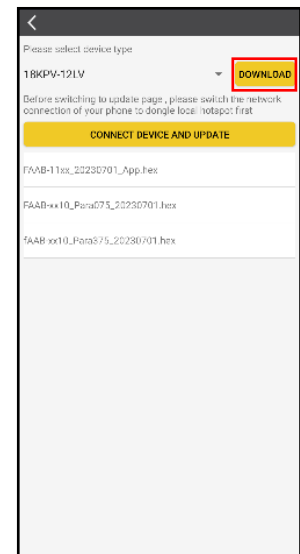 Please select device type
18KPV-12LV
DOWNLOAD
Before switching to update page , please switch the network
connection of your phone to dongle local hotspot first
CONNECT DEVICE AND UPDATE
FAAB-11xx_20230701_App.hex
FAAB-xx10_Para075_20230701.hex
fAAB-xx10_Para375_20230701.hex